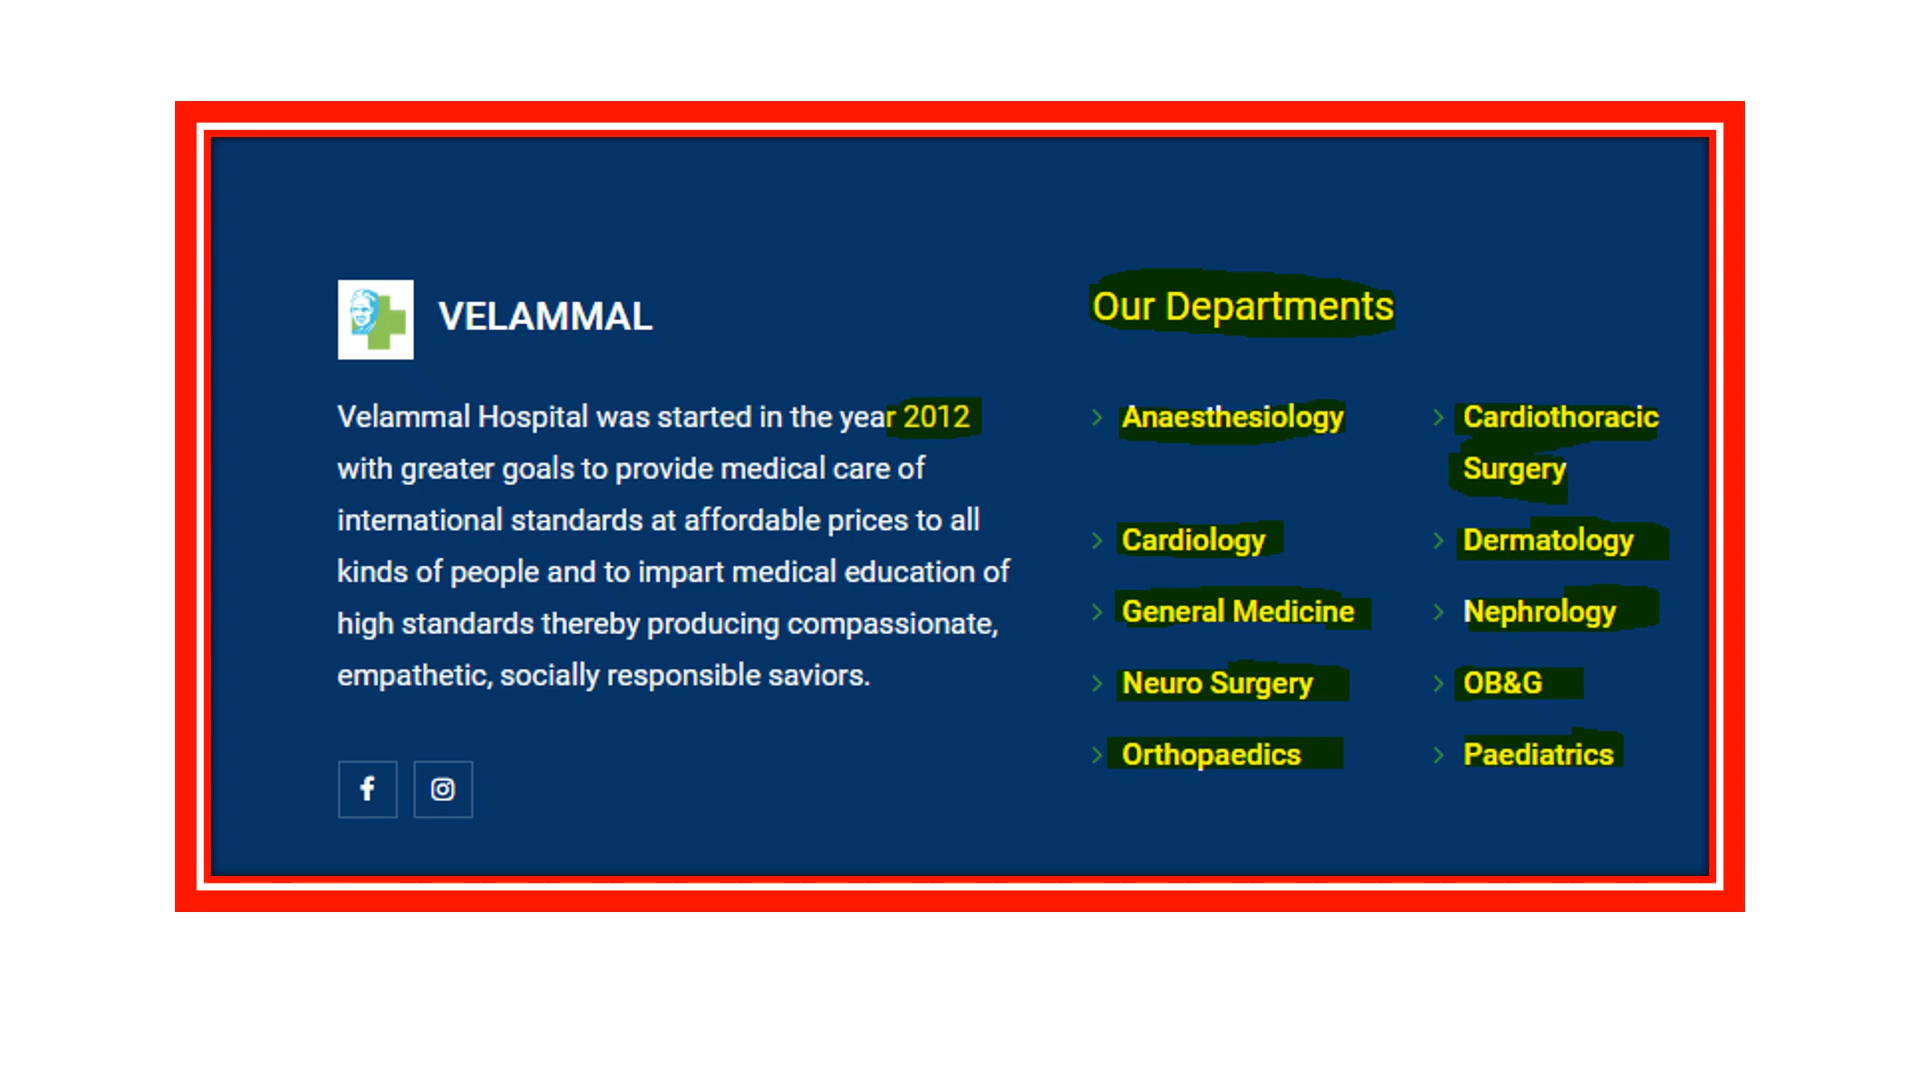 VELAMMAL
Velammal Hospital was started in the year 2012
with greater goals to provide medical care of
international standards at affordable prices to all
kinds of people and to impart medical education of
high standards thereby producing compassionate,
empathetic, socially responsible saviors.
Our Departments
Anaesthesiology
Cardiothoracic
Surgery
Cardiology
Dermatology
General Medicine
Nephrology
Neuro Surgery
OB&G
Orthopaedics
Paediatrics